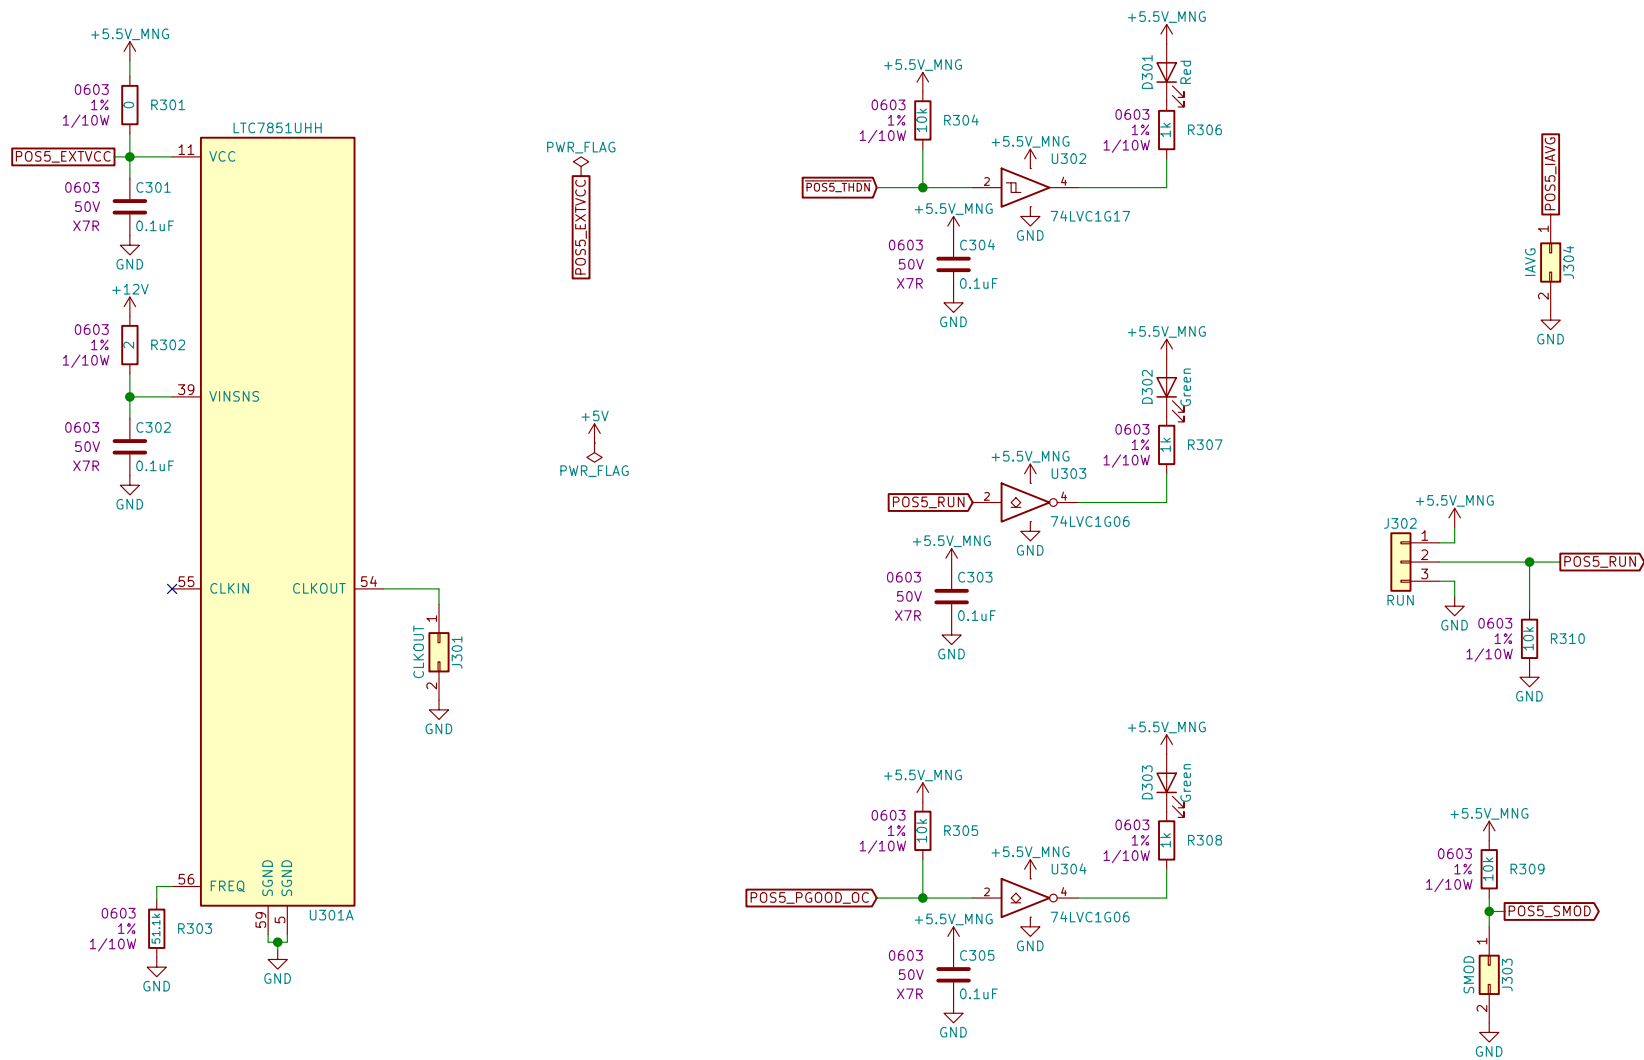 +5.5V_MNG
0603
1%
1/10W
0
R301
LTC7851UHH
POS5_EXTVCC
11
VCC
0603
50V
X7R
C301
0.1uF
GND
+12V
0603
1%
1/10W
2
R302
39
VINSNS
0603
50V
X7R
C302
0.1uF
GND
55
CLKIN
CLKOUT
54
CLKOUT
1
2
J301
GND
56
FREQ
SGND
SGND
59
5
U301A
GND
0603
1%
1/10W
51.1k
R303
GND
PWR_FLAG
POS5_EXTVCC
+5V
PWR_FLAG
+5.5V_MNG
D301
Red
0603
1%
1/10W
1k
R306
+5.5V_MNG
0603
1%
1/10W
10k
R304
POS5_THDN
2
+5.5V_MNG
U302
4
74LVC1G17
GND
+5.5V_MNG
0603
50V
X7R
C304
0.1uF
GND
+5.5V_MNG
D302
Green
0603
1%
1/10W
1k
R307
POS5_RUN
2
+5.5V_MNG
U303
4
74LVC1G06
GND
+5.5V_MNG
0603
50V
X7R
C303
0.1uF
GND
+5.5V_MNG
D303
Green
0603
1%
1/10W
1k
R308
+5.5V_MNG
0603
1%
1/10W
10k
R305
POS5_PGOOD_OC
2
+5.5V_MNG
U304
4
74LVC1G06
GND
+5.5V_MNG
0603
50V
X7R
C305
0.1uF
GND
POS5_IAVG
1
IAVG
J304
2
GND
+5.5V_MNG
J302
1
2
3
RUN
GND
POS5_RUN
0603
1%
1/10W
10k
R310
GND
+5.5V_MNG
0603
1%
1/10W
10k
R309
POS5_SMOD
1
SMOD
J303
2
GND